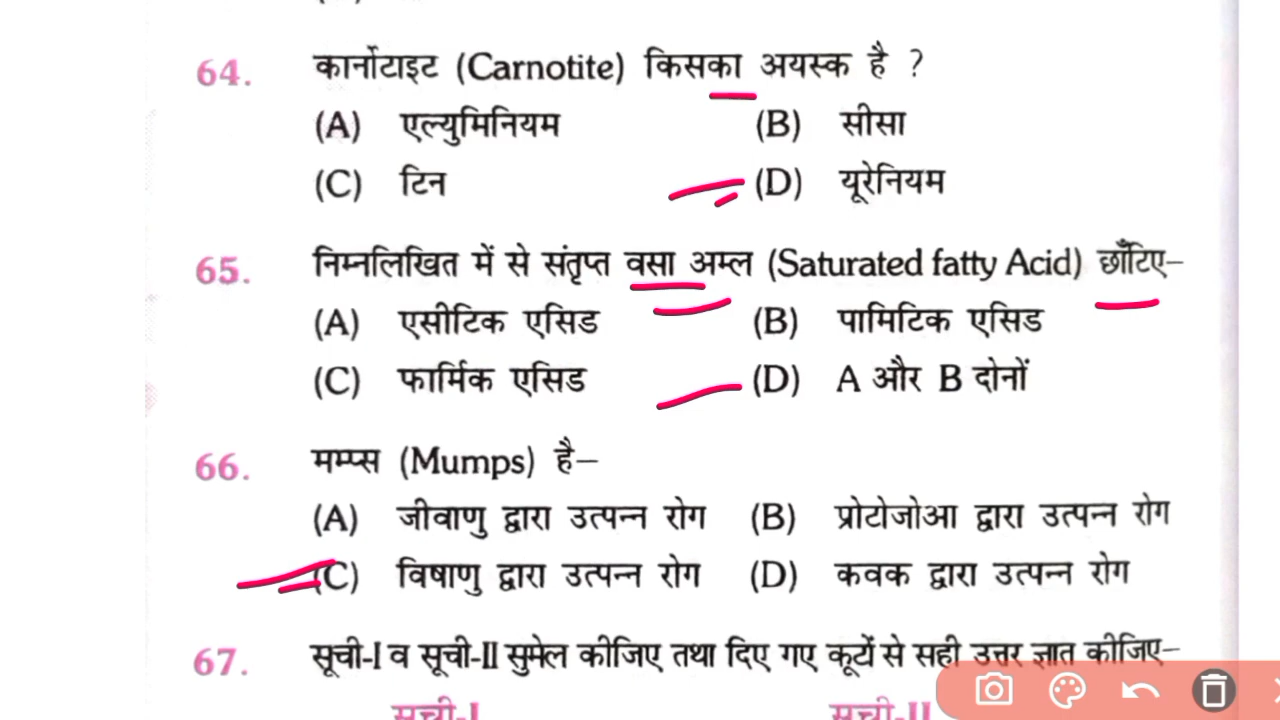 64. कार्नोटाइट (Carnotite) किसका अयस्क है ?
(A) एल्युमिनियम (B) सीसा
(C) टिन (D) यूरेनियम
65. निम्नलिखित में से संतृप्त वसा अम्ल (Saturated fatty Acid) छाँटिए–
(A) एसीटिक एसिड (B) पामिटिक एसिड
(C) फार्मिक एसिड (D) A और B दोनों
66. मम्प्स (Mumps) है–
(A) जीवाणु द्वारा उत्पन्न रोग (B) प्रोटोजोआ द्वारा उत्पन्न रोग
(C) विषाणु द्वारा उत्पन्न रोग (D) कवक द्वारा उत्पन्न रोग
67. सूची-I व सूची-II सुमेल कीजिए तथा दिए गए कूटों से सही उत्तर ज्ञात कीजिए–
सूची-I सूची-II